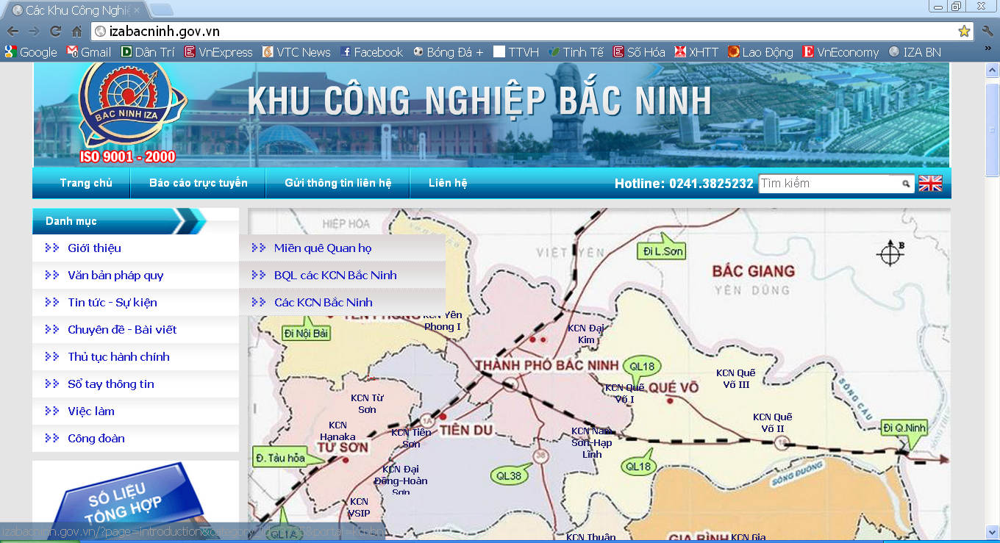 Các Khu Công Nghiệ
izabacninh.gov.vn
Google Gmail Dân Trí VnExpress VTC News Facebook Bóng Đá + TTVH Tinh Tế Số Hóa XHTT Lao Động VnEconomy IZA BN
BAC NINH IZA
ISO 9001 - 2000
KHU CÔNG NGHIỆP BẮC NINH
Trang chủ Báo cáo trực tuyến Gửi thông tin liên hệ Liên hệ Hotline: 0241.3825232 Tìm kiếm
Danh mục
Giới thiệu
Văn bản pháp quy
Tin tức - Sự kiện
Chuyên đề - Bài viết
Thủ tục hành chính
Sổ tay thông tin
Việc làm
Công đoàn
Miền quê Quan họ
BQL các KCN Bắc Ninh
Các KCN Bắc Ninh
SỐ LIỆU
TỔNG HỢP
HIỆP HÒA
VIỆT YÊN
Đi L.Sơn
B
BẮC GIANG
YÊN DŨNG
YÊN PHONG
KCN Yên
Phong I
Đi Nội Bài
KCN Đại
Kim
THÀNH PHỐ BẮC NINH
QL18
KCN Quế
Võ I
QUẾ VÕ
KCN Quế
Võ III
SÔNG CẦU
KCN Từ
Sơn
KCN
Hanaka
TỪ SƠN
1A
KCN Tiên
Sơn
TIÊN DU
KCN Nam
Sơn-Hạp
Lĩnh
KCN Quế
Võ II
18
Đi Q.Ninh
Đ. Tàu hỏa
38
QL38
QL18
SÔNG ĐUỐNG
KCN Đại
Đồng-Hoàn
Sơn
KCN
VSIP
QL1A
KCN Thuận
GIA BÌNH
KCN Gia